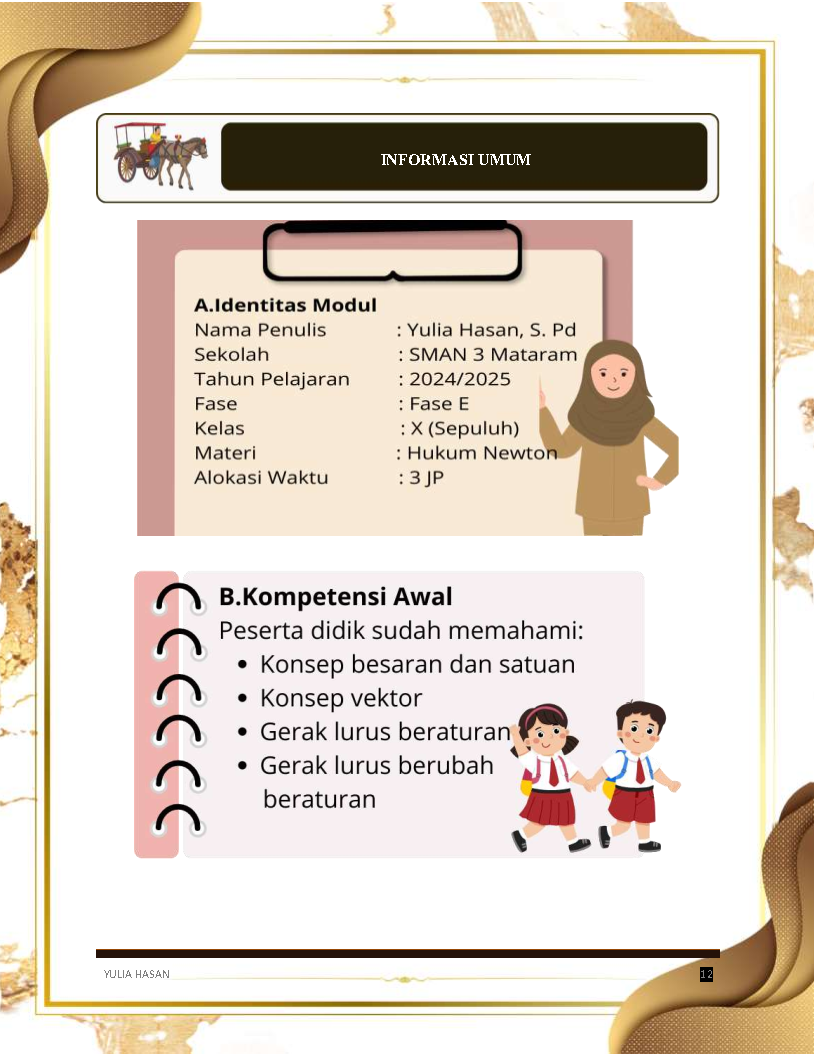 INFORMASI UMUM
A.Identitas Modul
Nama Penulis : Yulia Hasan, S. Pd
Sekolah : SMAN 3 Mataram
Tahun Pelajaran : 2024/2025
Fase : Fase E
Kelas : X (Sepuluh)
Materi : Hukum Newton
Alokasi Waktu : 3 JP
B.Kompetensi Awal
Peserta didik sudah memahami:
• Konsep besaran dan satuan
• Konsep vektor
• Gerak lurus beraturan
• Gerak lurus berubah
beraturan
YULIA HASAN 12